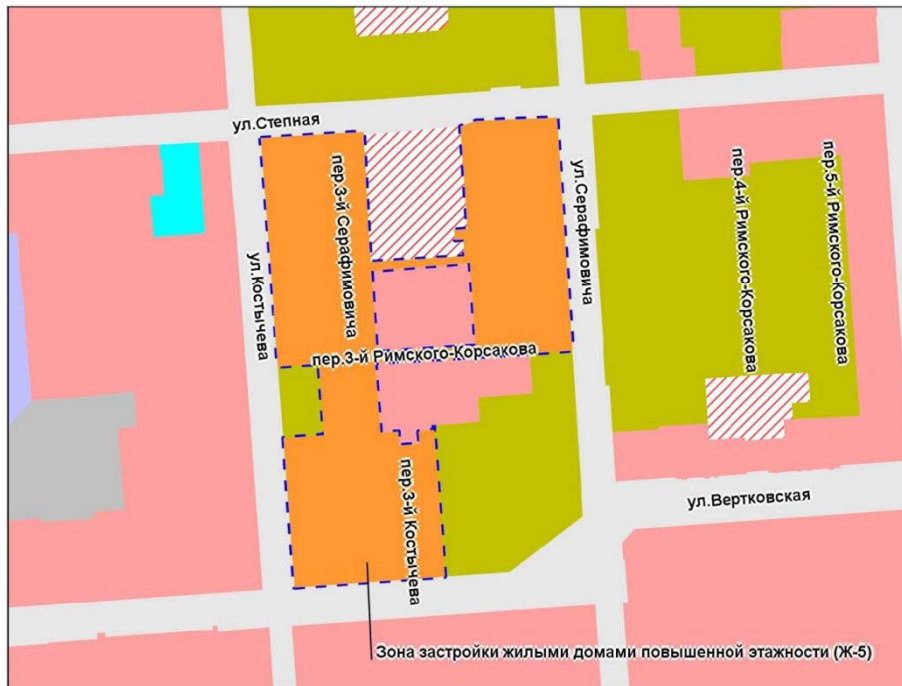 ул.Степная
пер.3-й Серафимовича
ул.Костычева
ул.Серафимовича
пер.4-й Римского-Корсакова
пер.5-й Римского-Корсакова
пер.3-й Римского-Корсакова
пер.3-й Костычева
ул.Вертковская
Зона застройки жилыми домами повышенной этажности (Ж-5)